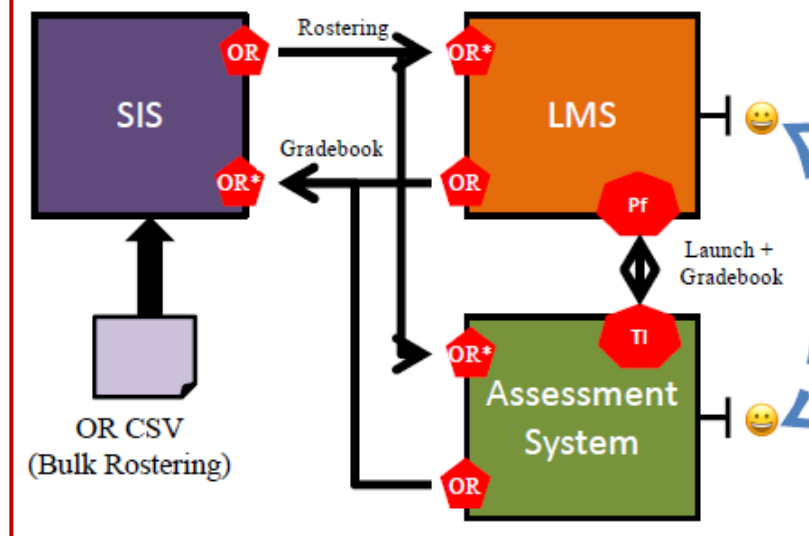 Rostering
OR
OR*
SIS
LMS
Gradebook
OR*
OR
Pf
Launch +
Gradebook
TI
OR*
Assessment
System
OR CSV
(Bulk Rostering)
OR